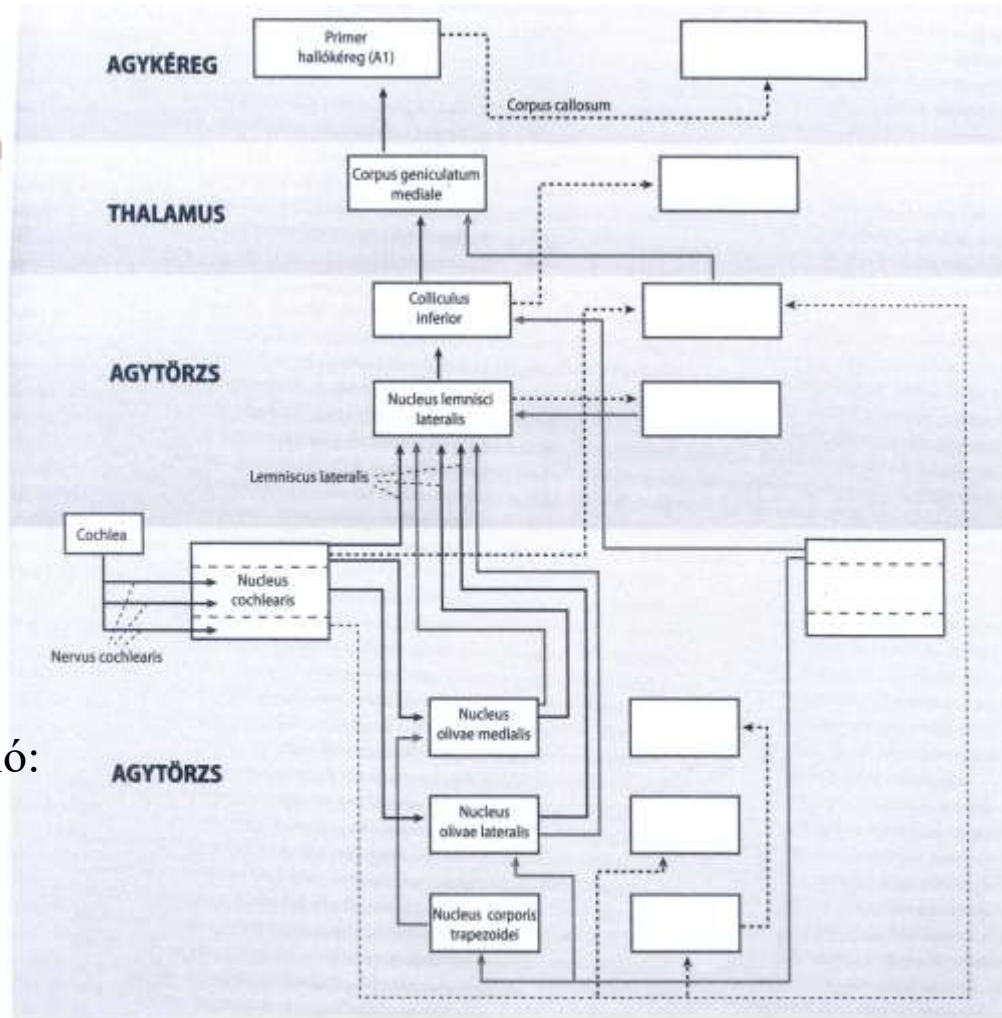 Primer
hallókéreg (A1)
AGYKÉREG
Corpus callosum
Corpus geniculatum
mediale
THALAMUS
Colliculus
inferior
AGYTÖRZS
Nucleus lemnisci
lateralis
Lemniscus lateralis
Cochlea
Nucleus
cochlearis
Nervus cochlearis
Nucleus
olivae medialis
ó:
AGYTÖRZS
Nucleus
olivae lateralis
Nucleus corporis
trapezoidei